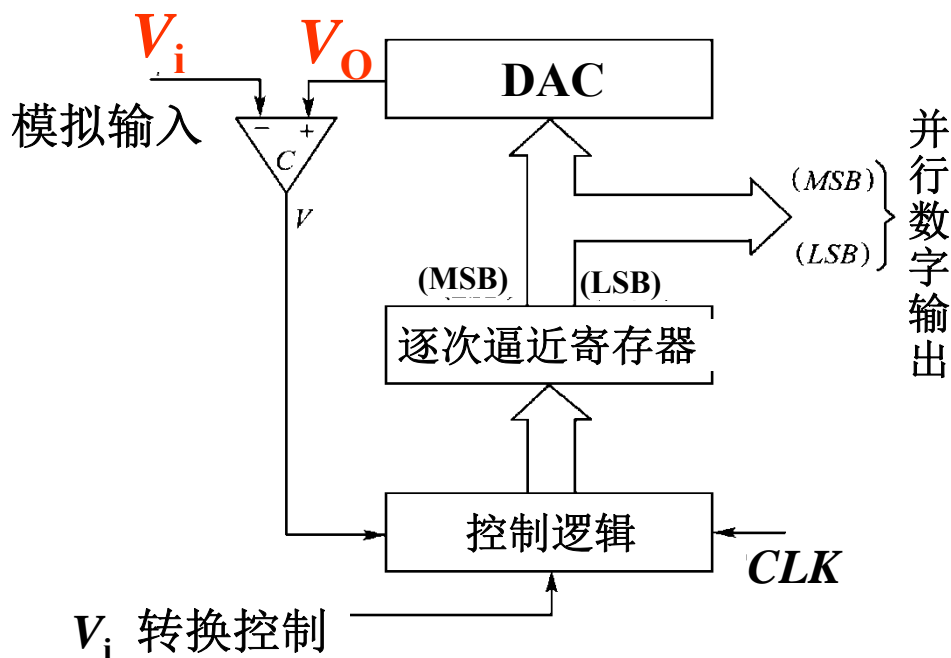 Vi
VO
DAC
模拟输入
− +
C
V
(MSB)
(LSB)
并行数字输出
(MSB) (LSB)
逐次逼近寄存器
控制逻辑
CLK
Vi 转换控制